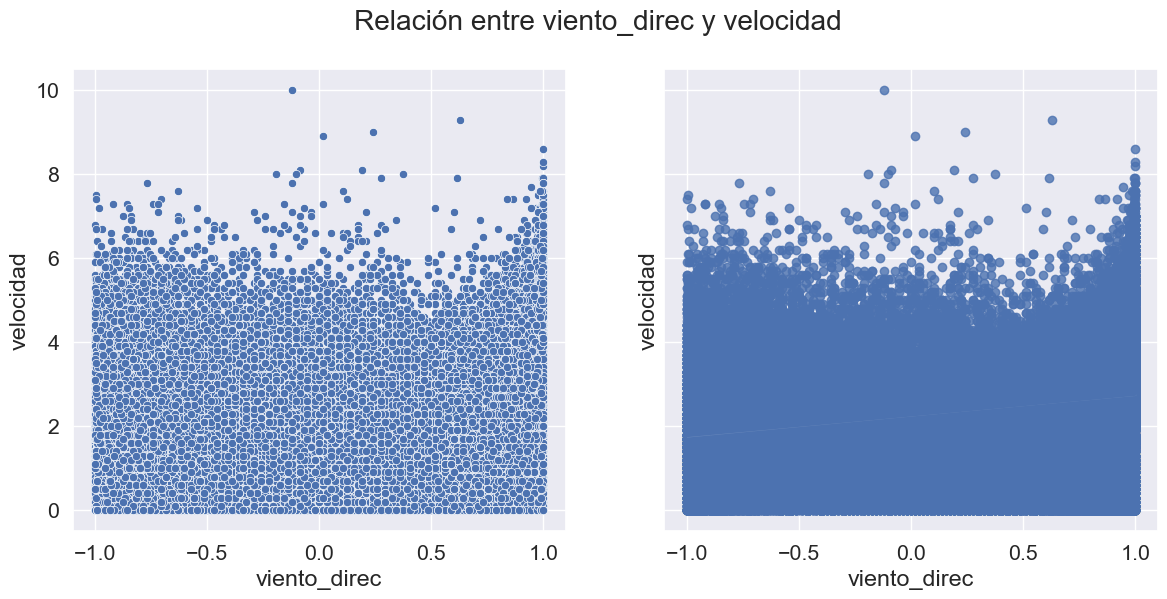 Relación entre viento_direc y velocidad
velocidad
10
8
6
4
2
0
−1.0 −0.5 0.0 0.5 1.0
viento_direc
velocidad
−1.0 −0.5 0.0 0.5 1.0
viento_direc